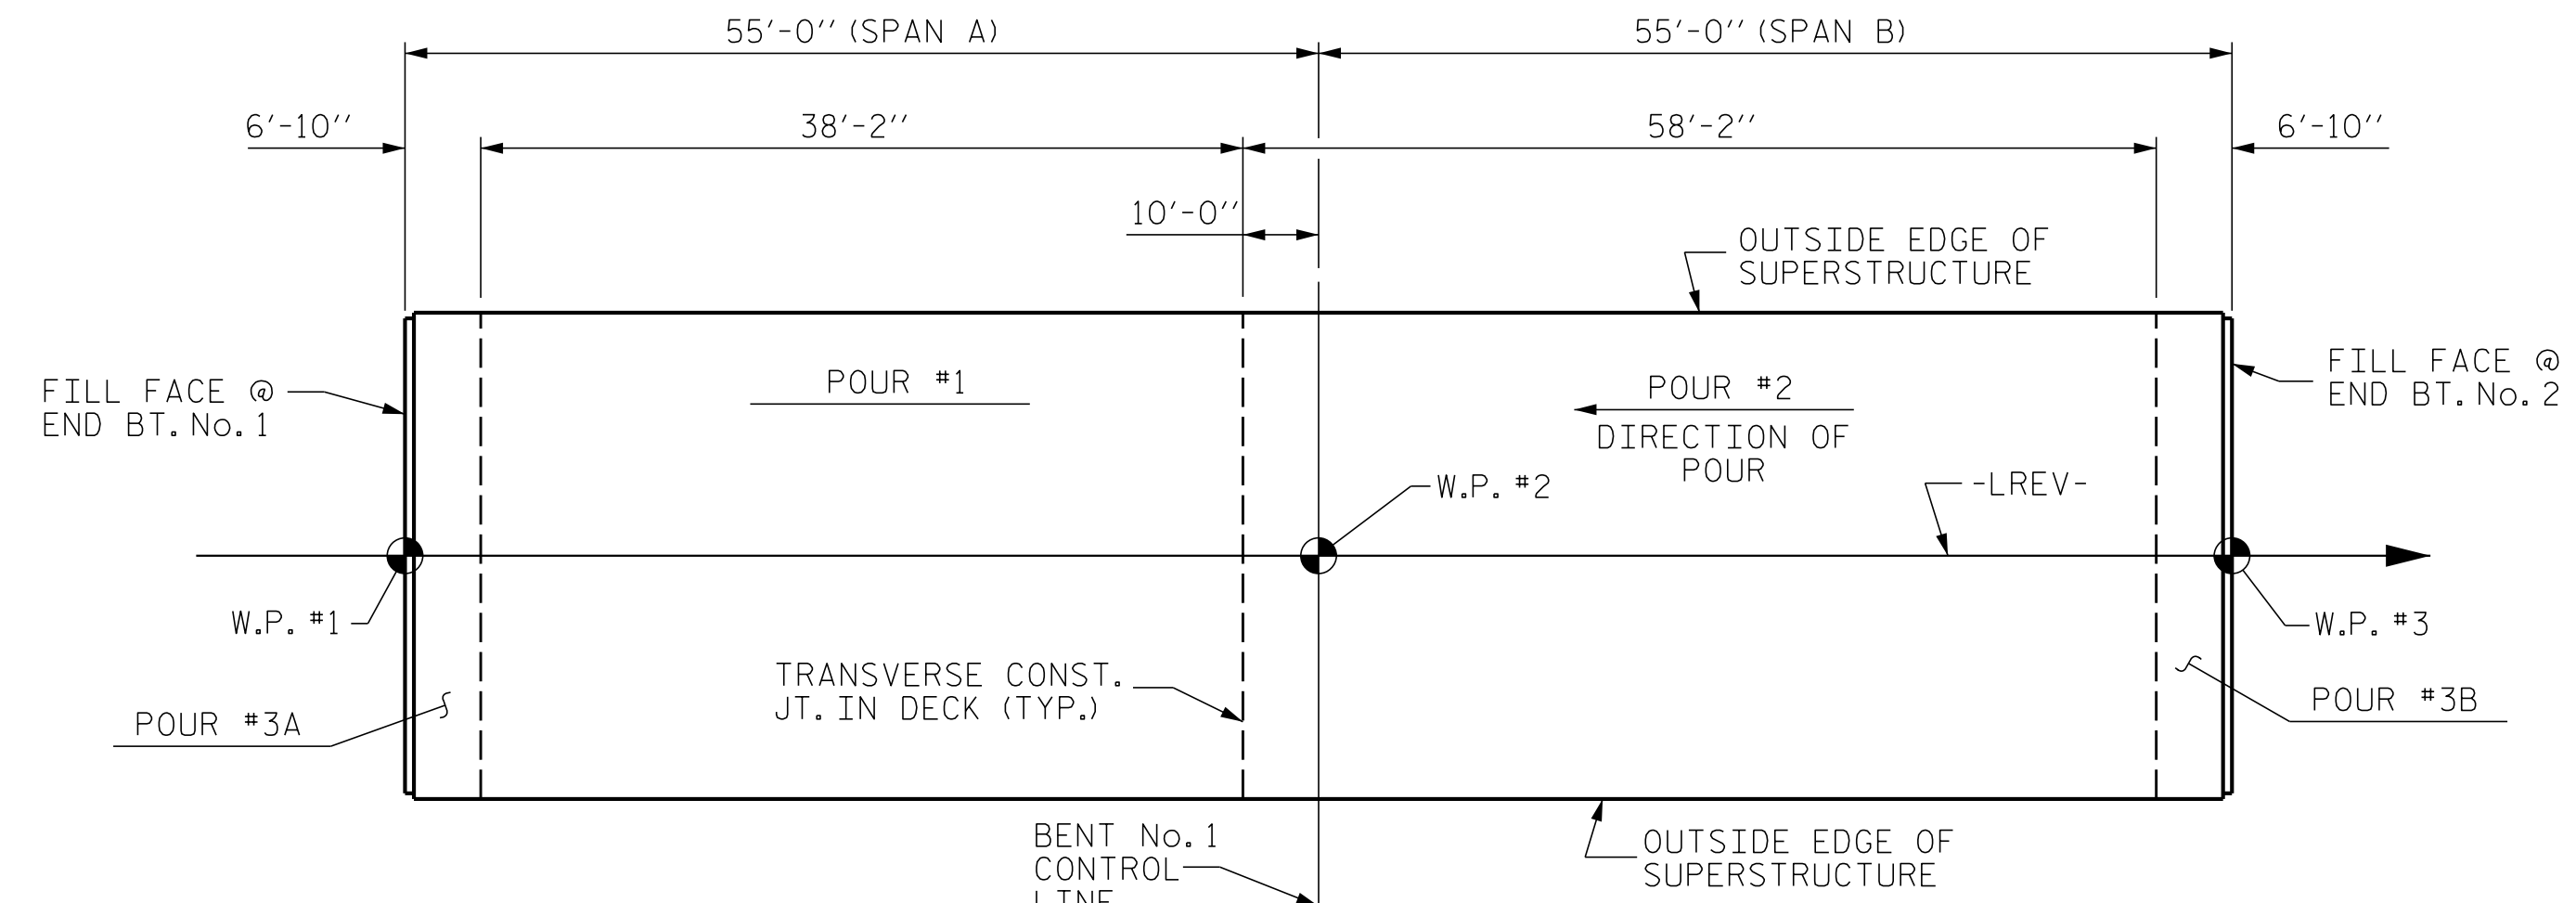 55'-0" (SPAN A)
55'-0" (SPAN B)
6'-10"
38'-2"
58'-2"
6'-10"
10'-0"
OUTSIDE EDGE OF
SUPERSTRUCTURE
FILL FACE @
END BT. No. 1
POUR #1
POUR #2
DIRECTION OF
POUR
FILL FACE @
END BT. No. 2
W.P. #2
-LREV-
W.P. #1
W.P. #3
TRANSVERSE CONST.
JT. IN DECK (TYP.)
POUR #3A
POUR #3B
BENT No. 1
CONTROL
LINE
OUTSIDE EDGE OF
SUPERSTRUCTURE